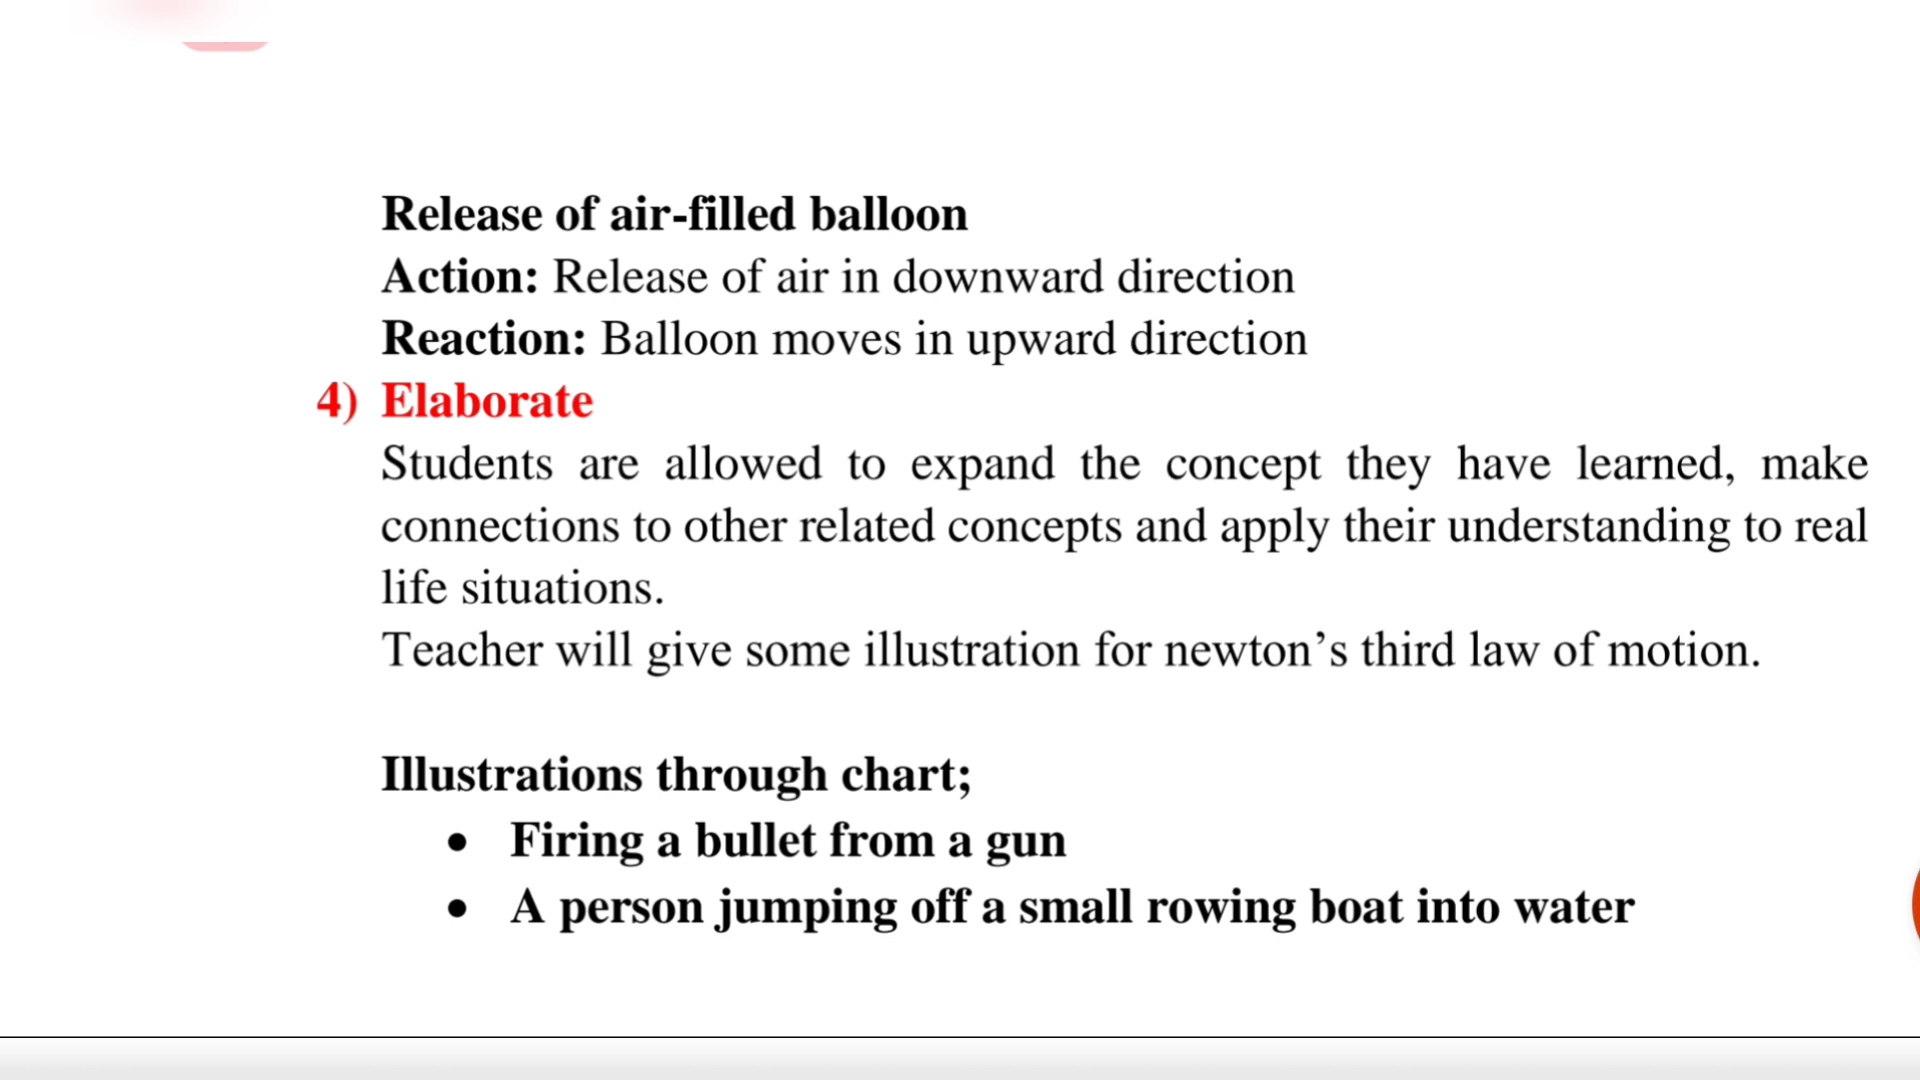 Release of air-filled balloon
Action: Release of air in downward direction
Reaction: Balloon moves in upward direction
4) Elaborate
Students are allowed to expand the concept they have learned, make
connections to other related concepts and apply their understanding to real
life situations.
Teacher will give some illustration for newton’s third law of motion.
Illustrations through chart;
• Firing a bullet from a gun
• A person jumping off a small rowing boat into water